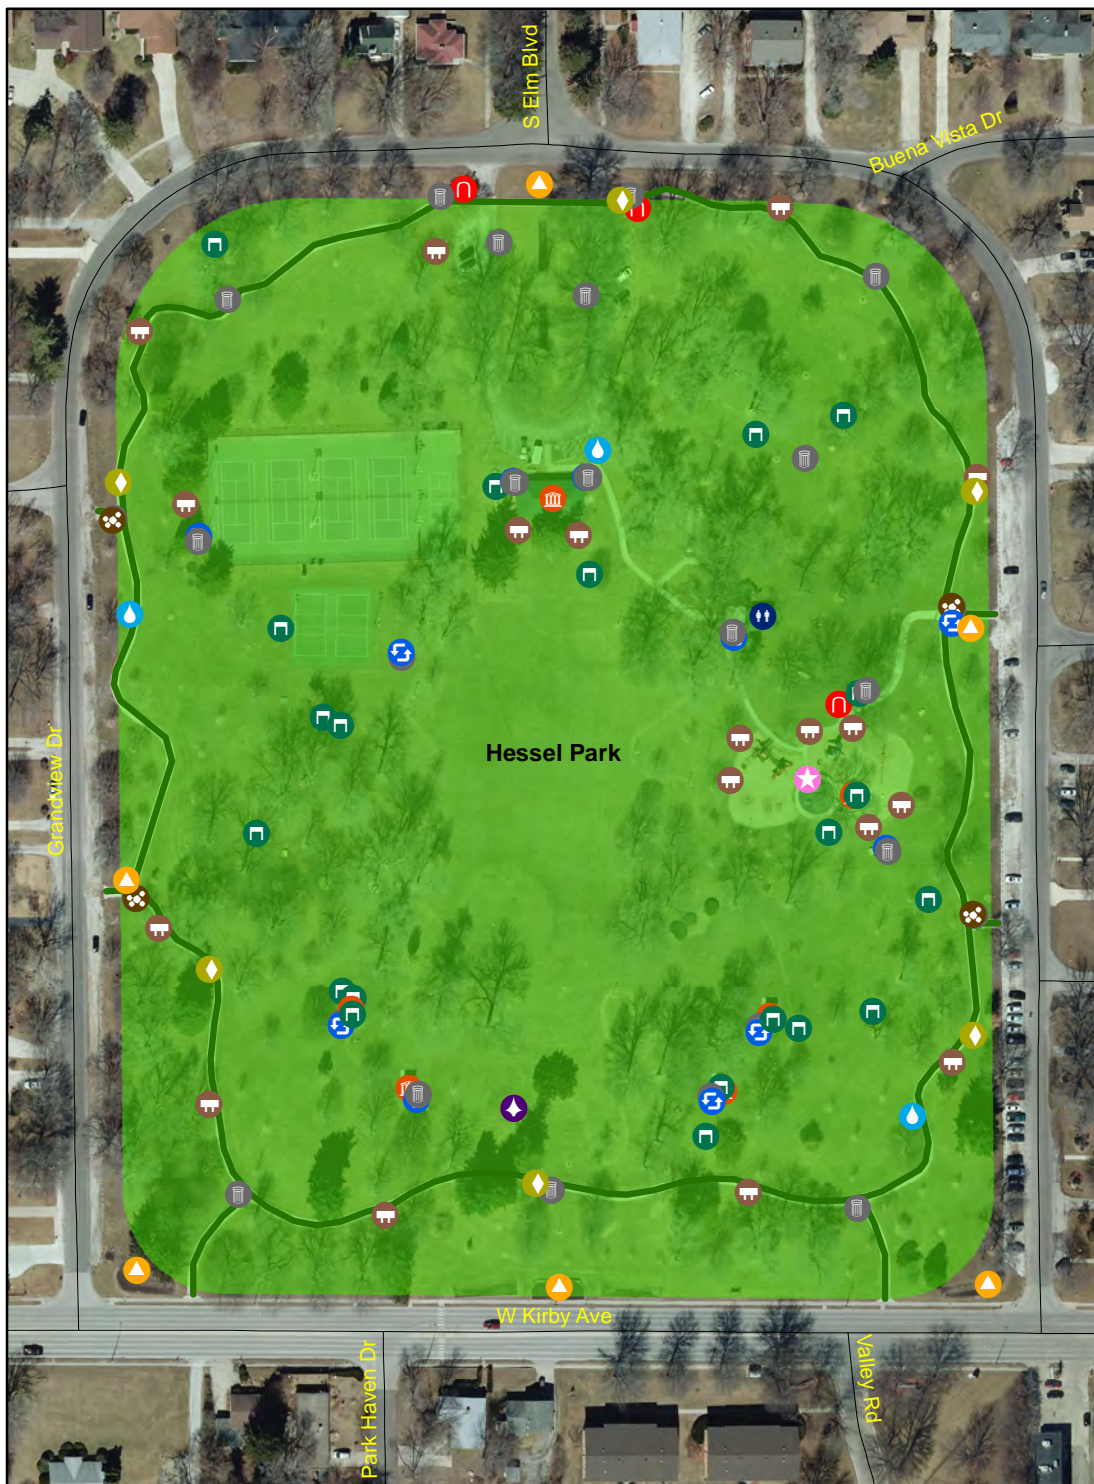 S Elm Blvd
Buena Vista Dr
Hessel Park
Grandview Dr
W Kirby Ave
Park Haven Dr
Valley Rd